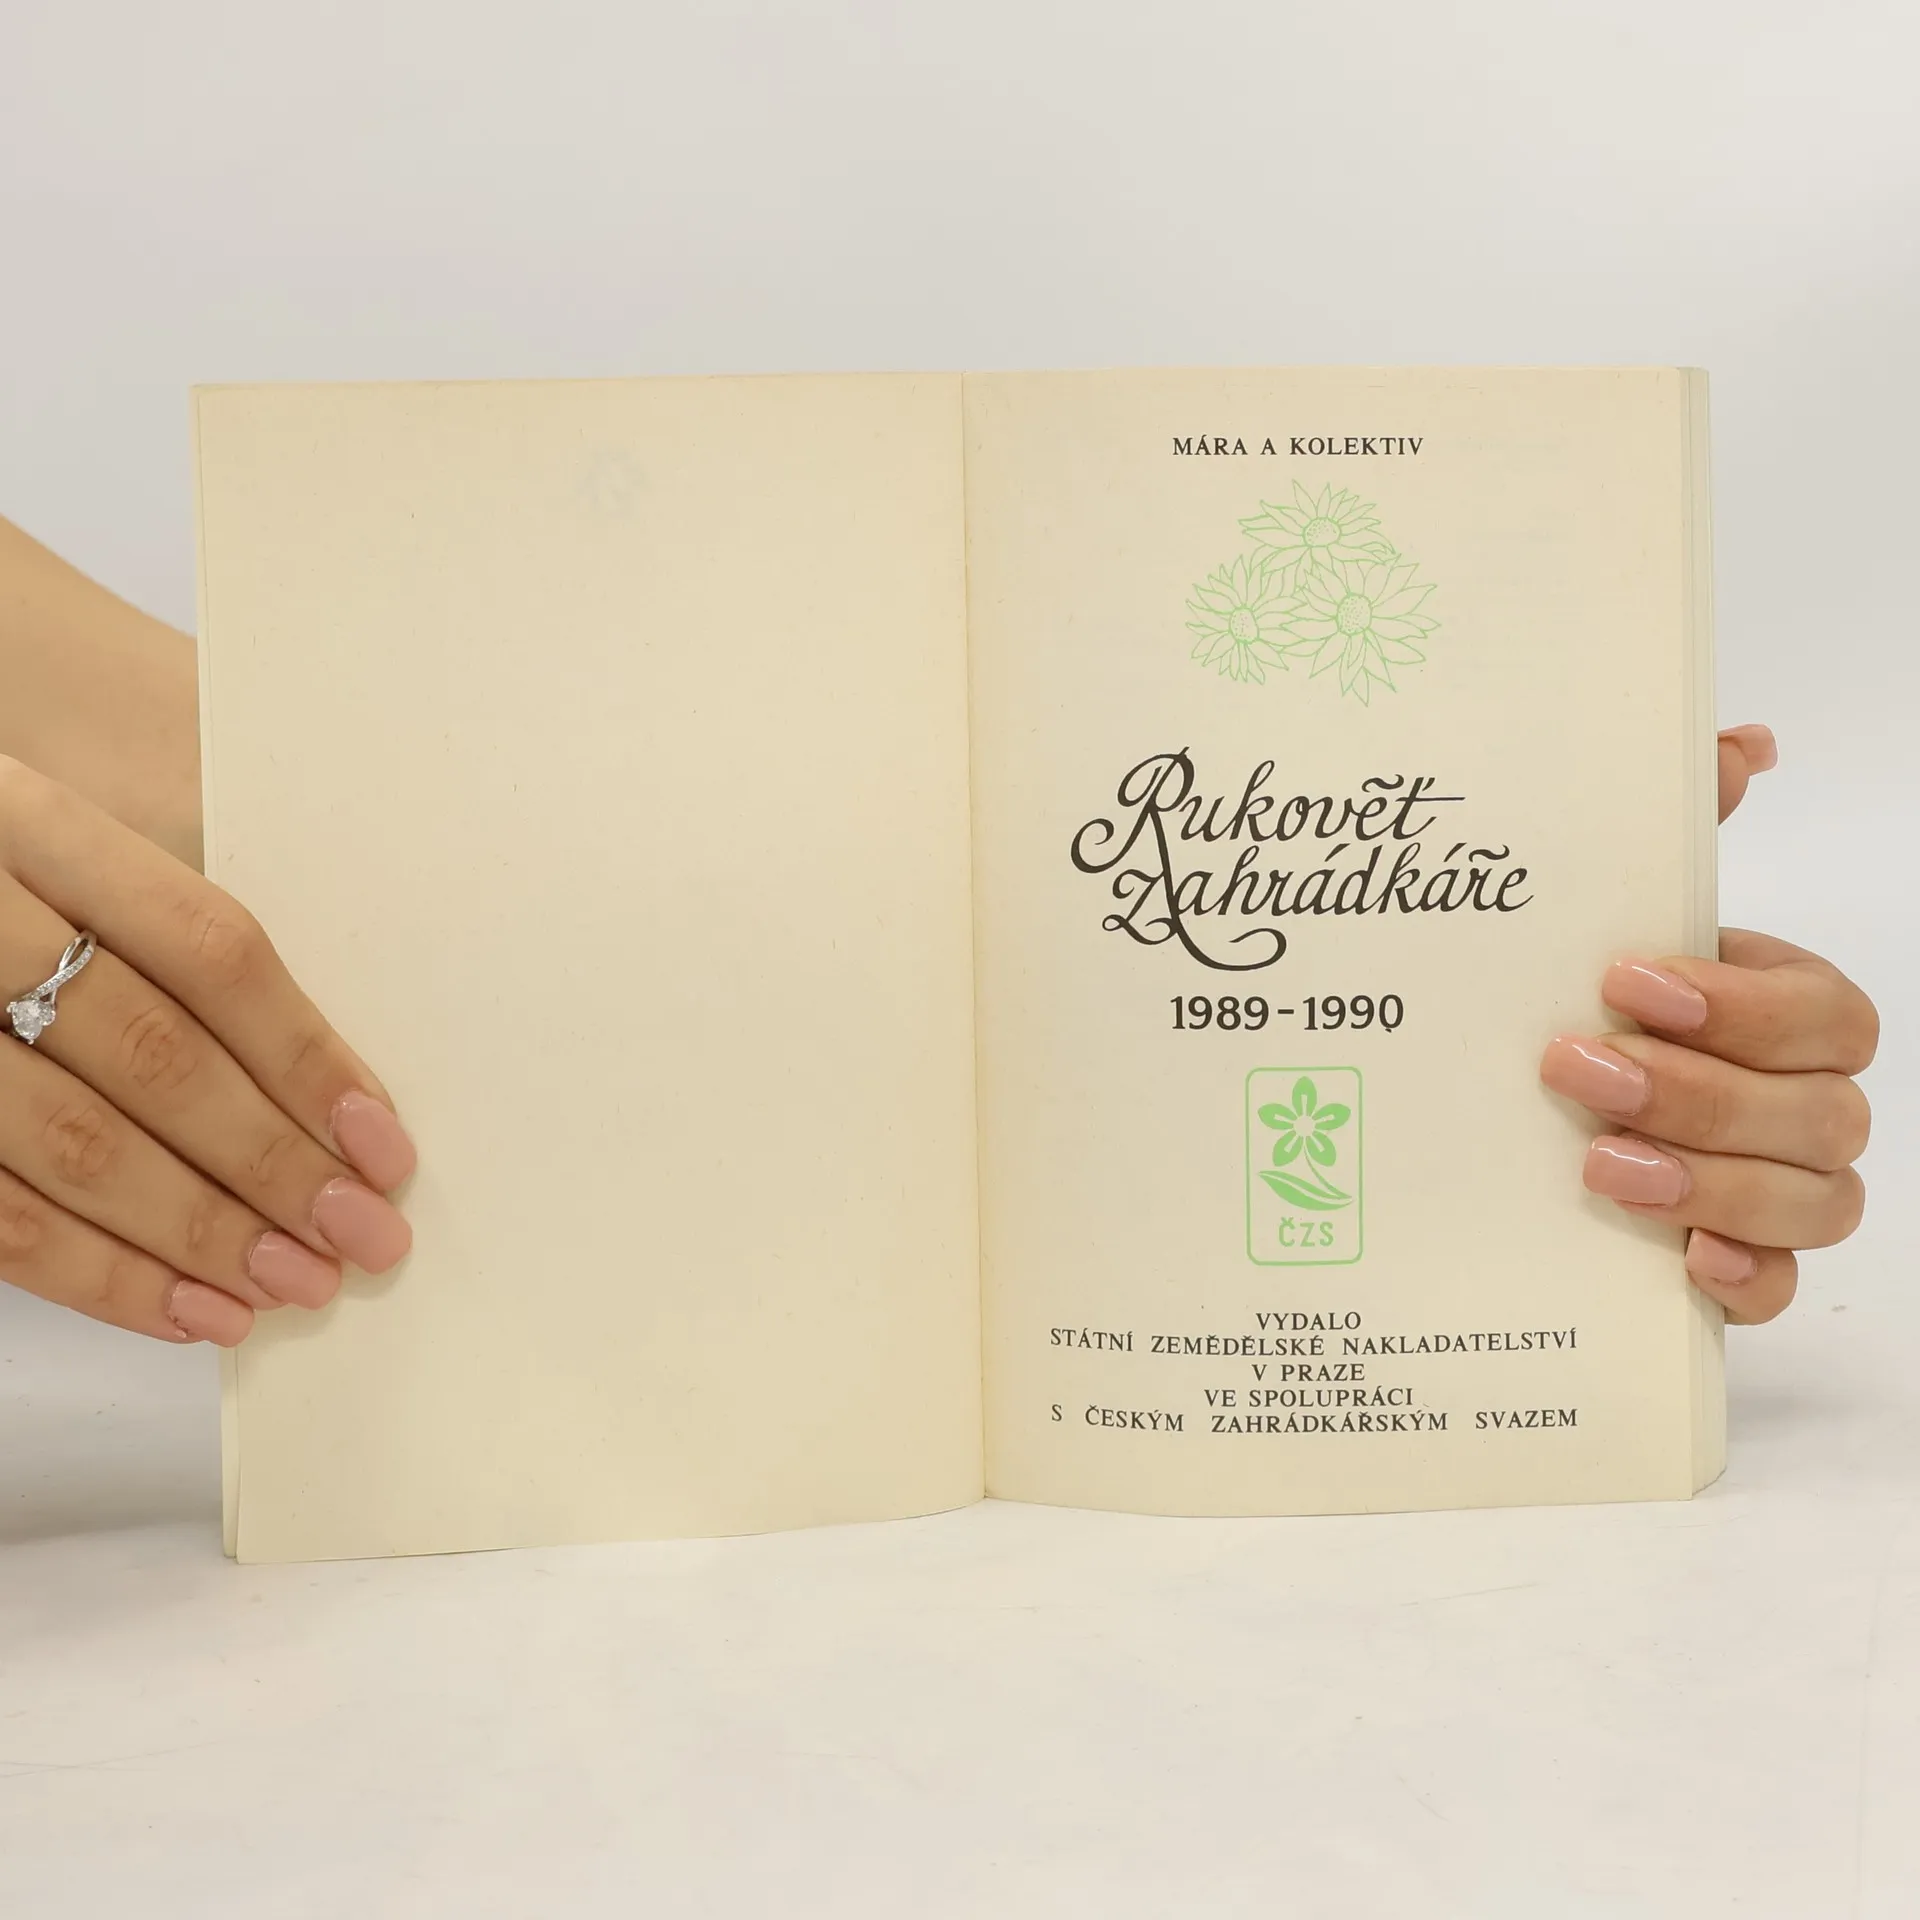 MÁRA A KOLEKTIV
Rukověť
zahrádkáře
1989-1990
ČZS
VYDALO
STÁTNÍ ZEMĚDĚLSKÉ NAKLADATELSTVÍ
V PRAZE
VE SPOLUPRÁCI
S ČESKÝM ZAHRÁDKÁŘSKÝM SVAZEM